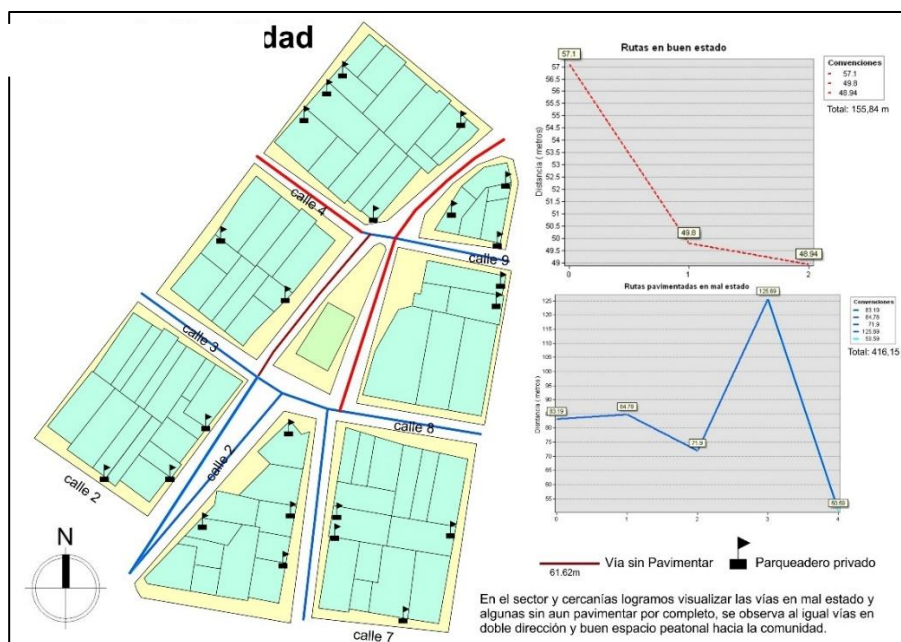 dad
calle 4
calle 9
calle 3
calle 8
calle 2
calle 2
calle 7
N
Rutas en buen estado
Distancia ( metros)
57.1
49.8
48.94
57
56.5
56
55.5
55
54.5
54
53.5
53
52.5
52
51.5
51
50.5
50
49.5
49
0
1
2
Convenciones
57.1
49.8
48.94
Total: 155,84 m
Rutas pavimentadas en mal estado
Distancia ( metros )
83.19
84.78
71.9
125.69
125
120
115
110
105
100
95
90
85
80
75
70
65
60
55
0
1
2
3
4
Convenciones
83.19
84.78
71.9
125.69
Total: 416,15
Vía sin Pavimentar
61.62m
Parqueadero privado
En el sector y cercanías logramos visualizar las vías en mal estado y
algunas sin aun pavimentar por completo, se observa al igual vías en
doble dirección y buen espacio peatonal hacia la comunidad.